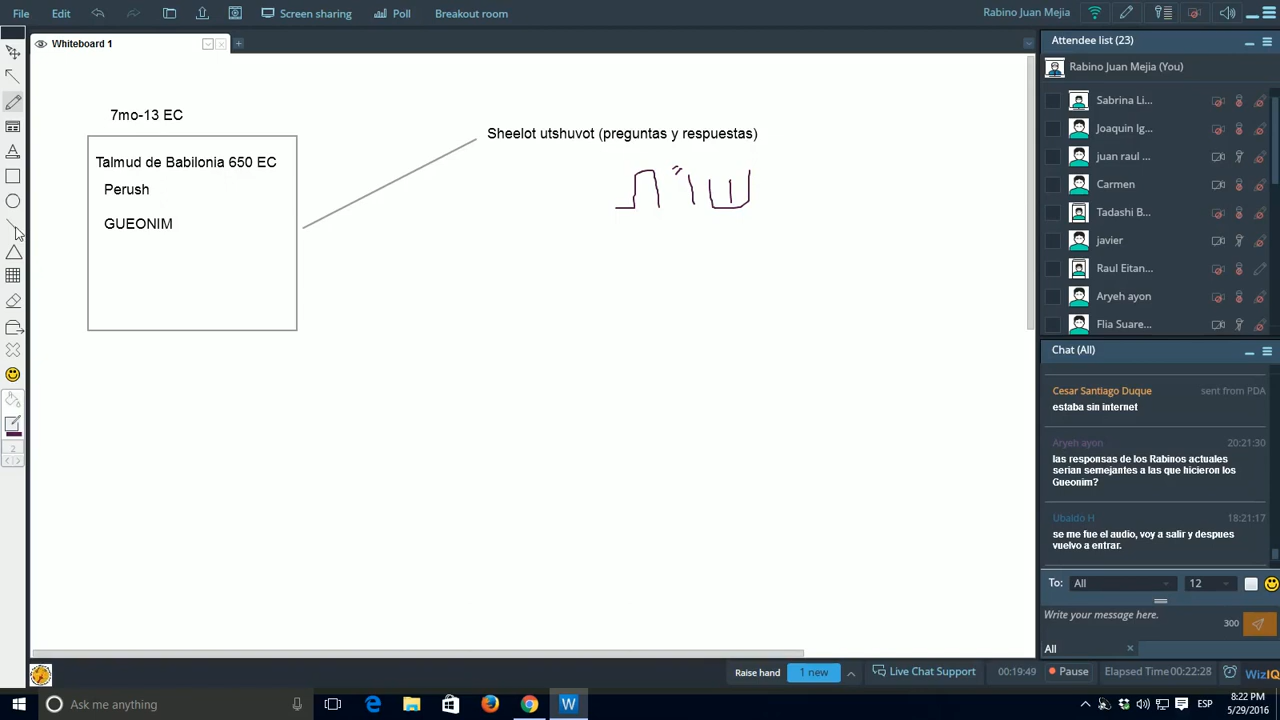 File Edit Screen sharing Poll Breakout room Rabino Juan Mejia
Whiteboard 1
7mo-13 EC
Talmud de Babilonia 650 EC
Perush
GUEONIM
Sheelot utshuvot (preguntas y respuestas)
שו״ת
Attendee list (23)
Rabino Juan Mejia (You)
Sabrina Li...
Joaquin Ig...
juan raul ...
Carmen
Tadashi B...
javier
Raul Eitan...
Aryeh ayon
Flia Suare...
Chat (All)
Cesar Santiago Duque sent from PDA
estaba sin internet
Aryeh ayon 20:21:30
las responsas de los Rabinos actuales
serian semejantes a las que hicieron los
Gueonim?
Ubaldo H 18:21:17
se me fue el audio, voy a salir y despues
vuelvo a entrar.
To: All 12
Write your message here.
300
All
Raise hand 1 new Live Chat Support 00:19:49 Pause Elapsed Time 00:22:28 WizIQ
Ask me anything
ESP
8:22 PM
5/29/2016